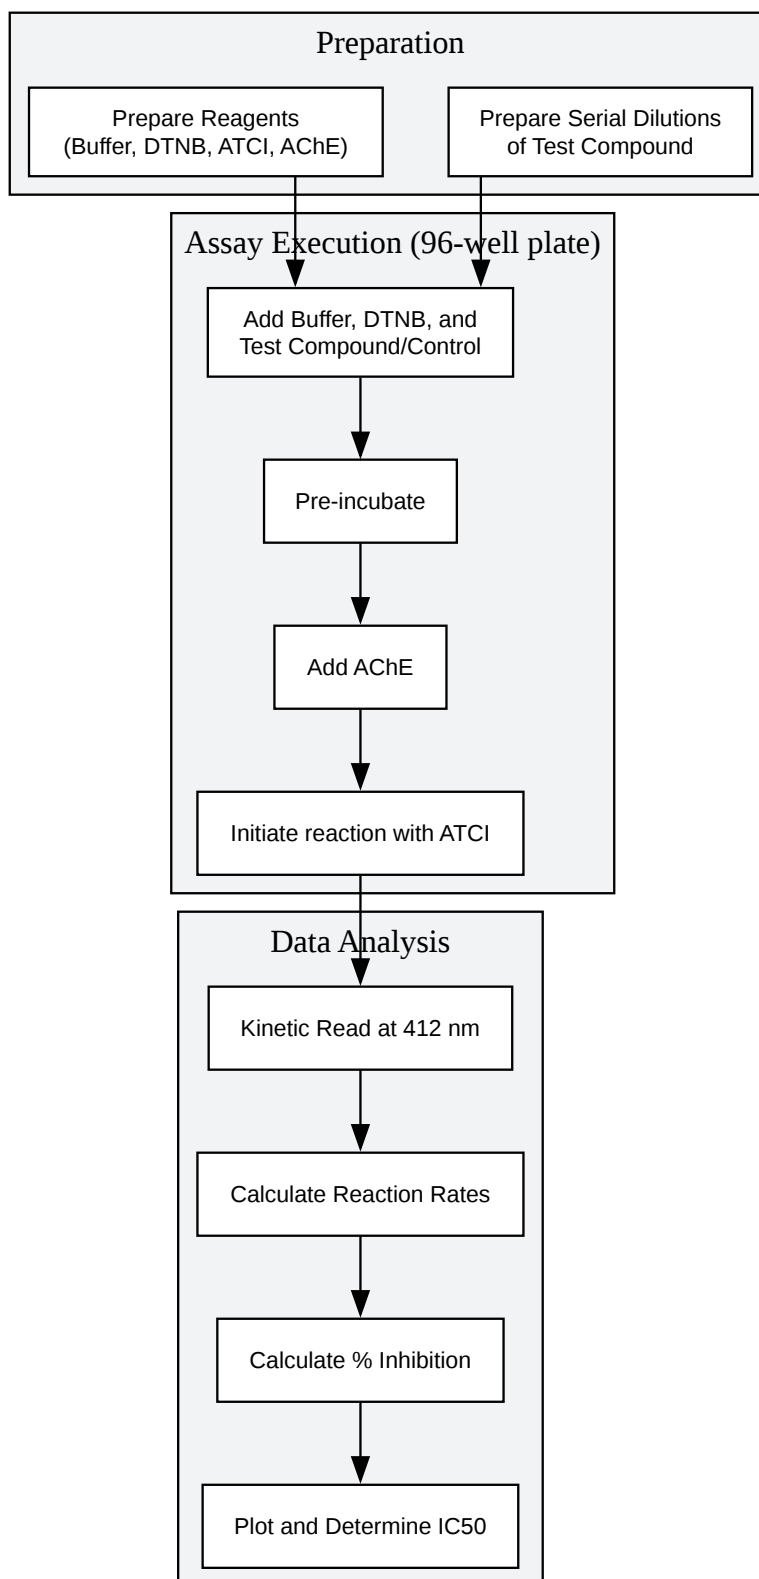 Preparation
Prepare Reagents
(Buffer, DTNB, ATCI, AChE)
Prepare Serial Dilutions
of Test Compound
Assay Execution (96-well plate)
Add Buffer, DTNB, and
Test Compound/Control
Pre-incubate
Add AChE
Initiate reaction with ATCI
Data Analysis
Kinetic Read at 412 nm
Calculate Reaction Rates
Calculate % Inhibition
Plot and Determine IC50